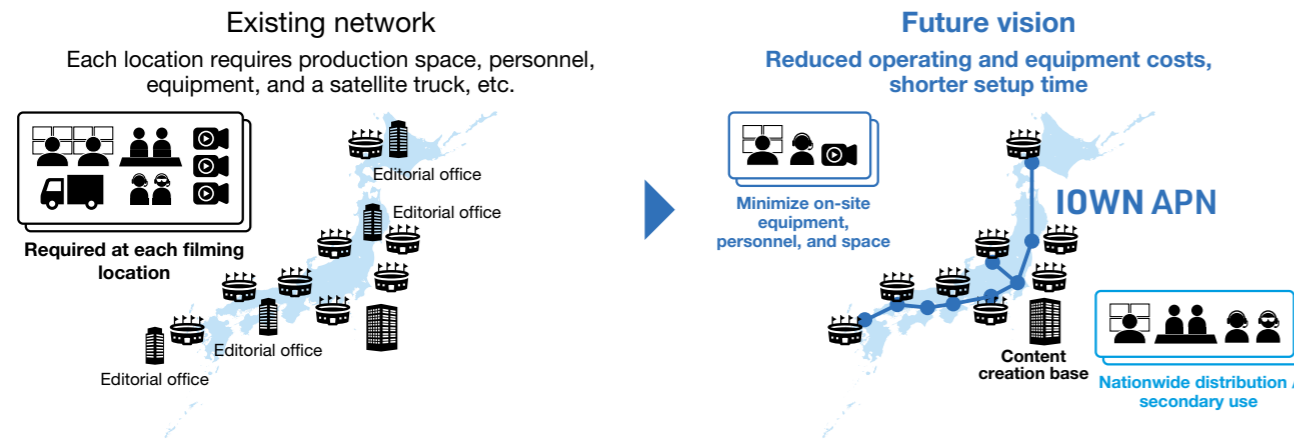 Existing network
Each location requires production space, personnel,
equipment, and a satellite truck, etc.
Editorial office
Editorial office
Required at each filming
location
Editorial office
Editorial office
Future vision
Reduced operating and equipment costs,
shorter setup time
Minimize on-site
equipment,
personnel, and space
IOWN APN
Content
creation base
Nationwide distribution /
secondary use